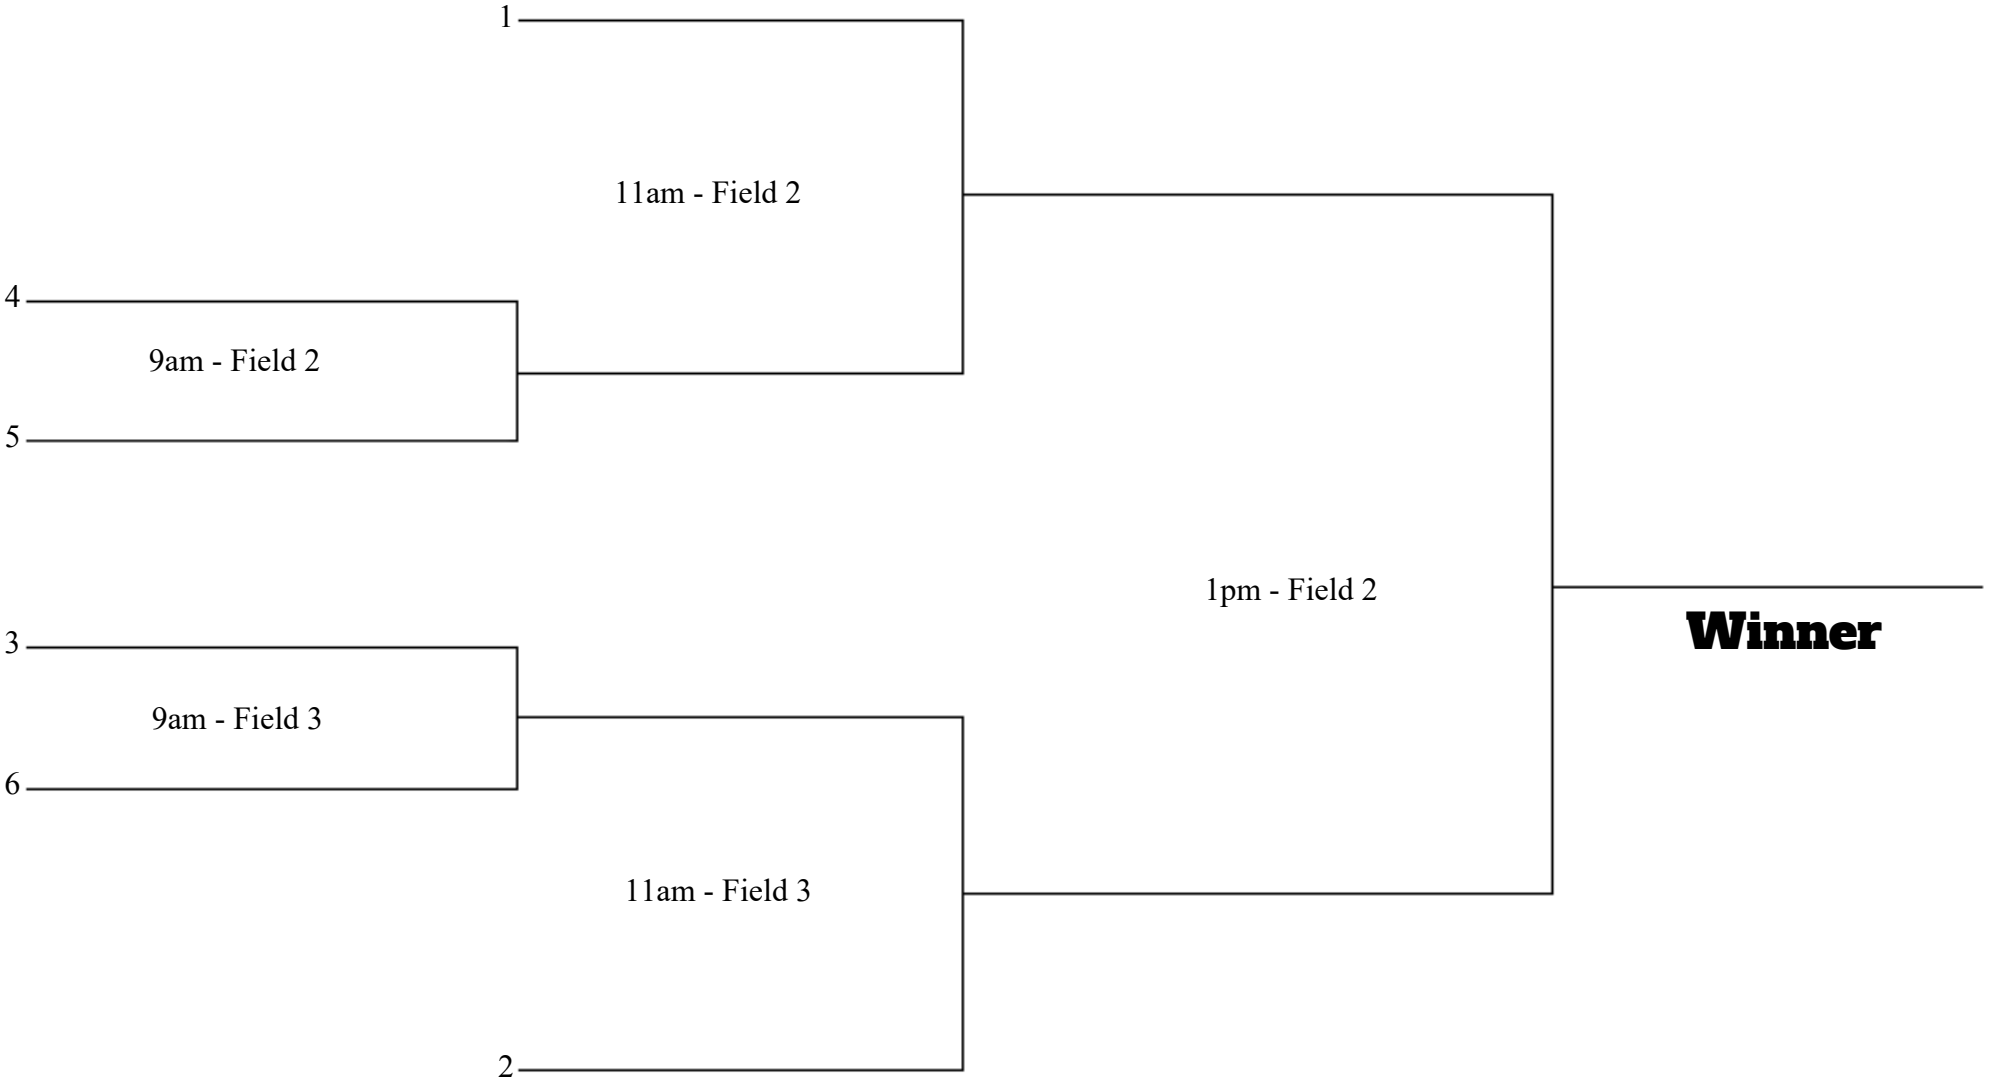 1
11am - Field 2
4
9am - Field 2
5
1pm - Field 2
Winner
3
9am - Field 3
6
11am - Field 3
2